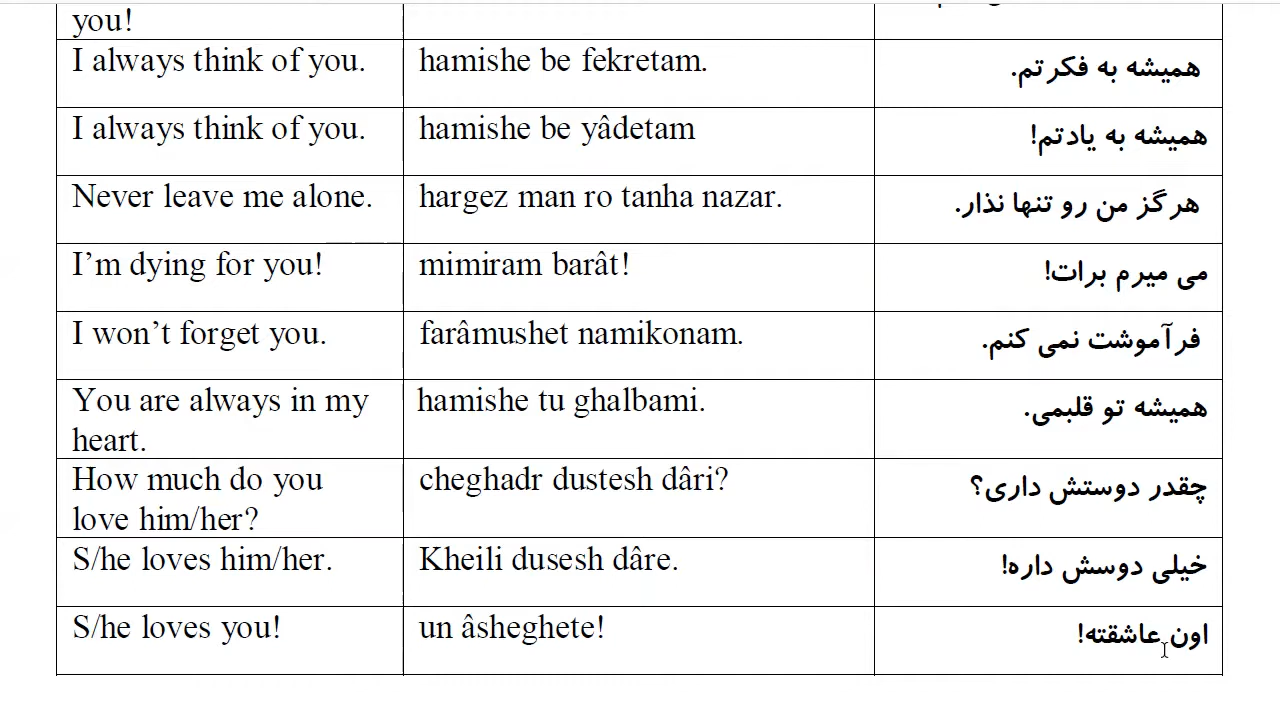 you!
I always think of you. hamishe be fekretam. همیشه به فکرتم.
I always think of you. hamishe be yâdetam همیشه به یادتم!
Never leave me alone. hargez man ro tanha nazar. هرگز من رو تنها نذار.
I’m dying for you! mimiram barât! می میرم برات!
I won’t forget you. farâmushet namikonam. فرآموشت نمی کنم.
You are always in my hamishe tu ghalbami. همیشه تو قلبمی.
heart.
How much do you cheghadr dustesh dâri? چقدر دوستش داری؟
love him/her?
S/he loves him/her. Kheili dusesh dâre. خیلی دوسش داره!
S/he loves you! un âsheghete! اون عاشقته!